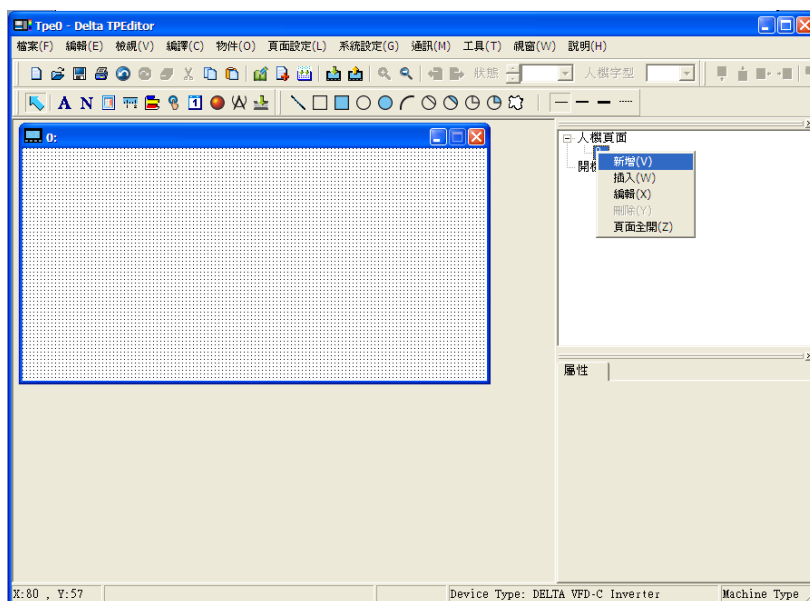 Tpe0 - Delta TPEditor
檔案(F) 編輯(E) 檢視(V) 編譯(C) 物件(O) 頁面設定(L) 系統設定(G) 通訊(M) 工具(T) 視窗(W) 說明(H)
狀態 人機字型
A N 1
0:
人機頁面
新增(V)
插入(W)
編輯(X)
刪除(Y)
頁面全開(Z)
開機
屬性
X:80 , Y:57 Device Type: DELTA VFD-C Inverter Machine Type